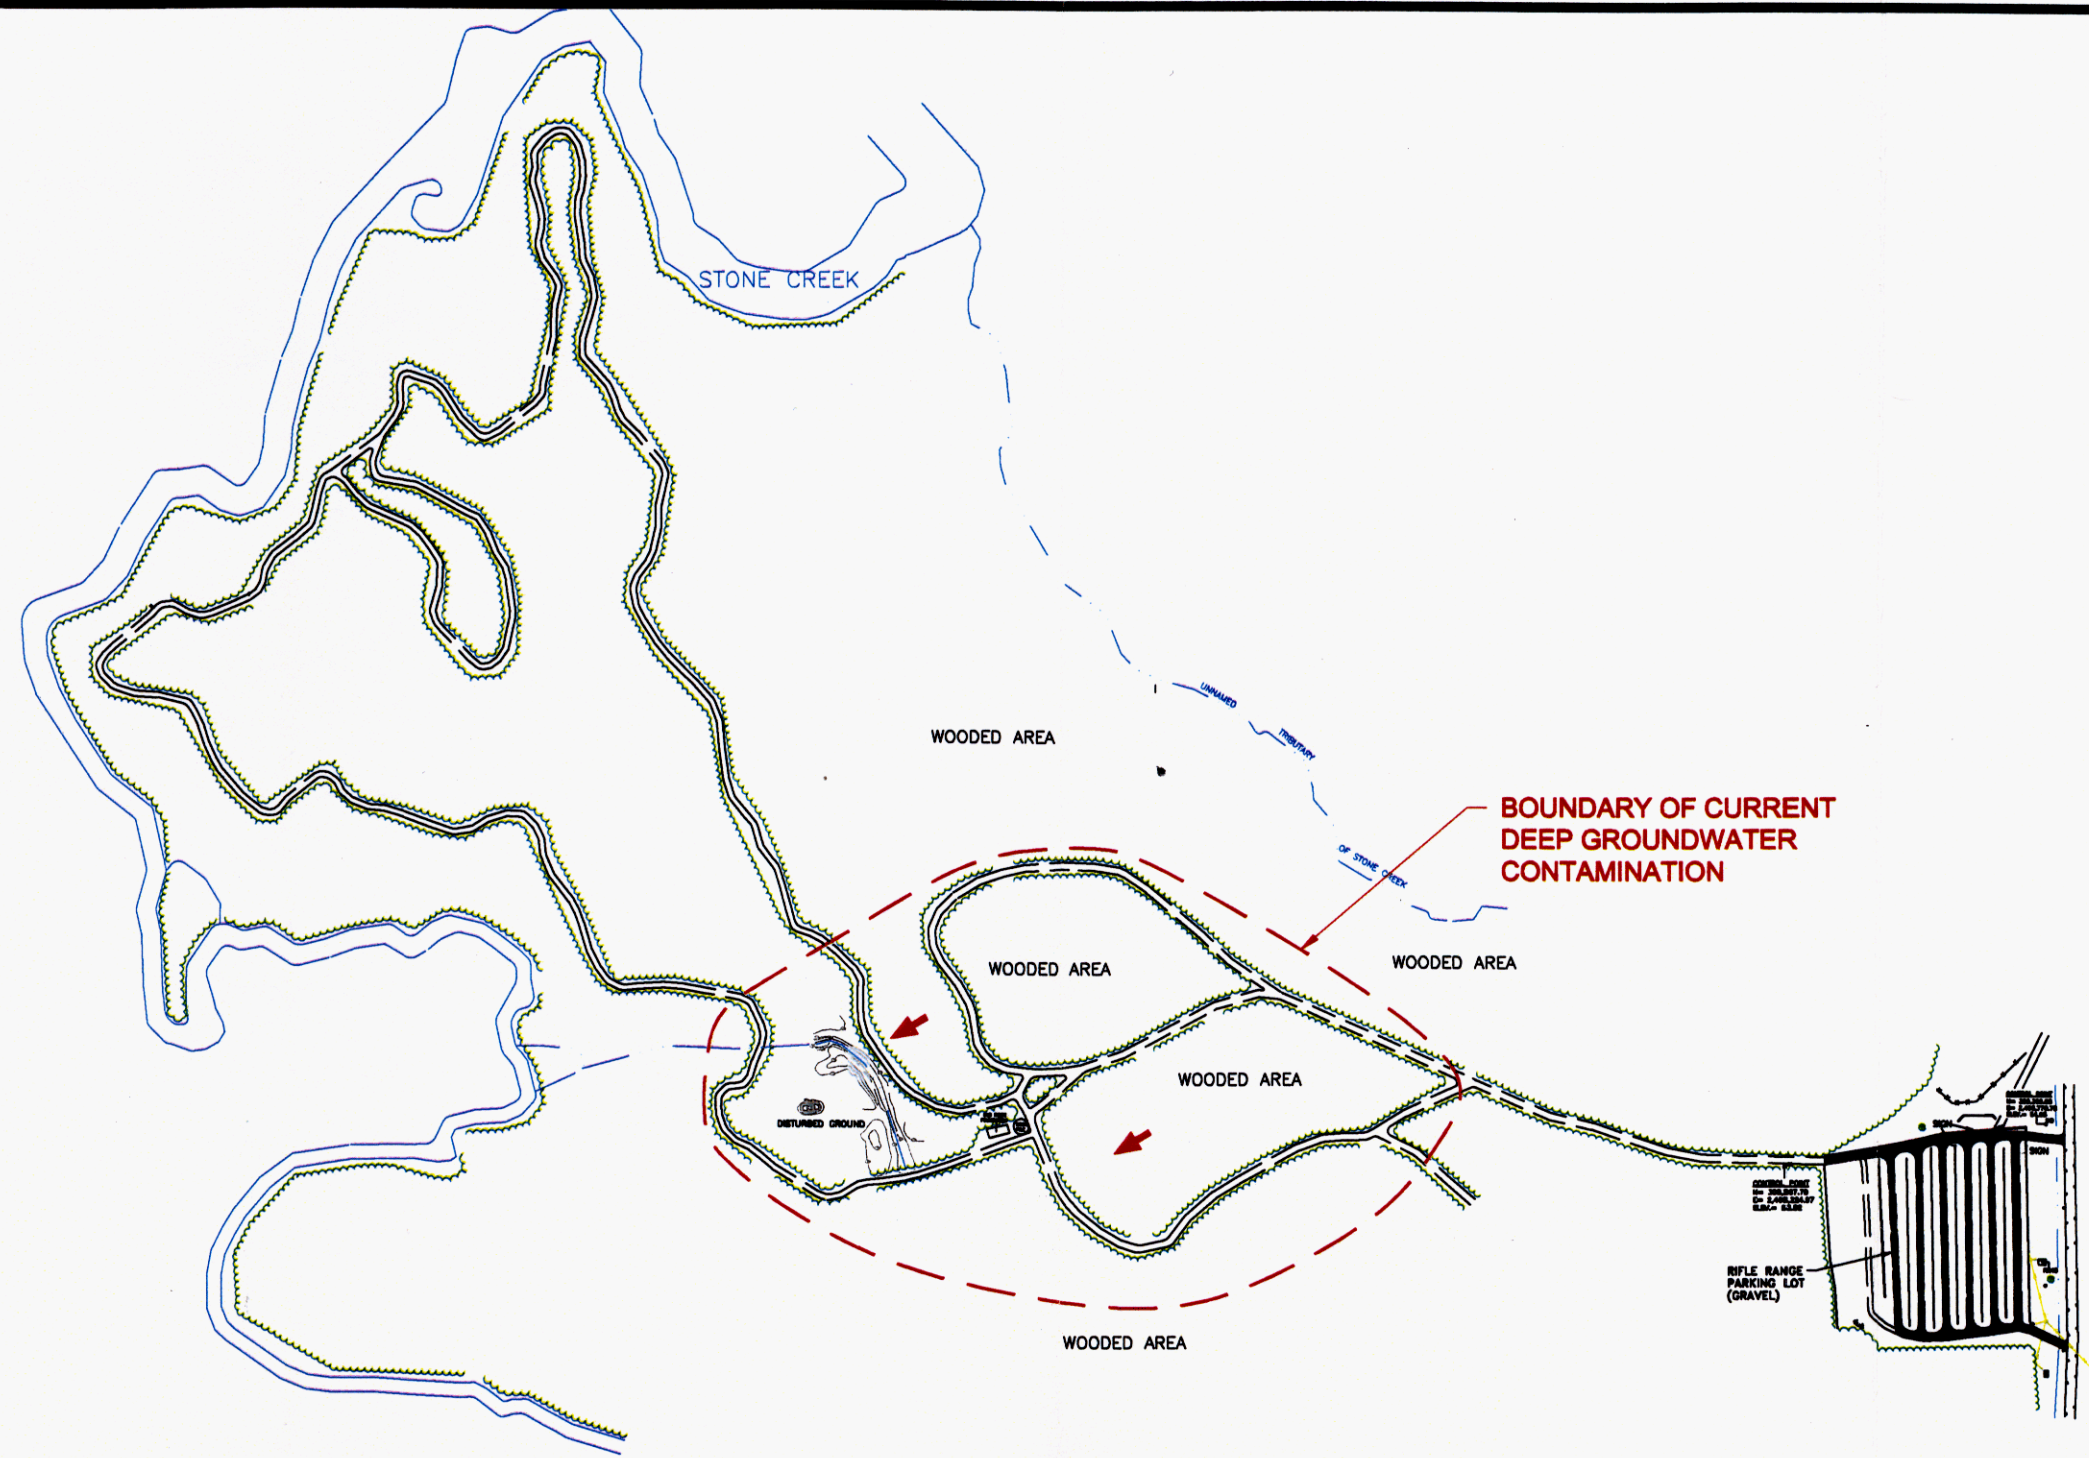 STONE CREEK
UNNAMED
TRIBUTARY
OF STONE CREEK
WOODED AREA
BOUNDARY OF CURRENT
DEEP GROUNDWATER
CONTAMINATION
WOODED AREA
WOODED AREA
WOODED AREA
DISTURBED GROUND
SIGN
SIGN
CONTROL POINT
RIFLE RANGE
PARKING LOT
(GRAVEL)
WOODED AREA